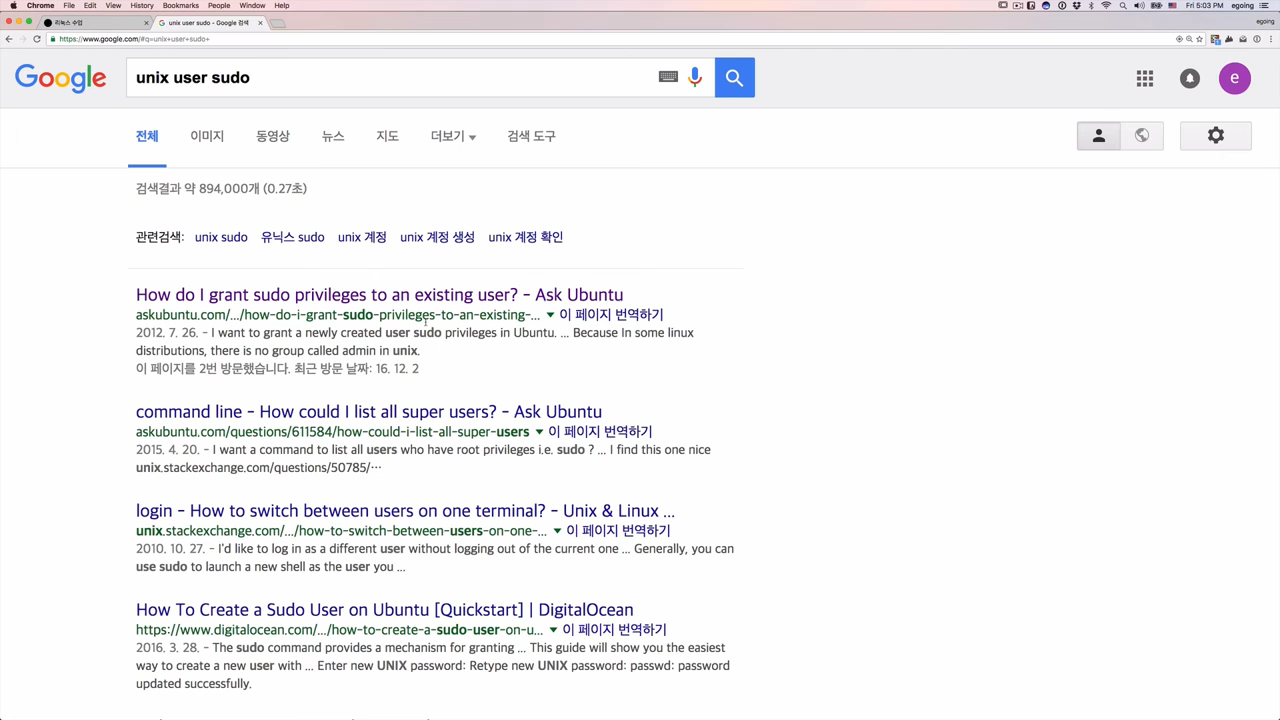 Chrome File Edit View History Bookmarks People Window Help Fri 5:03 PM egoing
리눅스 수업 unix user sudo - Google 검색 egoing
https://www.google.com/#q=unix+user+sudo+
Google unix user sudo e
전체 이미지 동영상 뉴스 지도 더보기 검색 도구
검색결과 약 894,000개 (0.27초)
관련검색: unix sudo 유닉스 sudo unix 계정 unix 계정 생성 unix 계정 확인
How do I grant sudo privileges to an existing user? - Ask Ubuntu
askubuntu.com/.../how-do-i-grant-sudo-privileges-to-an-existing-... 이 페이지 번역하기
2012. 7. 26. - I want to grant a newly created user sudo privileges in Ubuntu. ... Because In some linux
distributions, there is no group called admin in unix.
이 페이지를 2번 방문했습니다. 최근 방문 날짜: 16. 12. 2
command line - How could I list all super users? - Ask Ubuntu
askubuntu.com/questions/611584/how-could-i-list-all-super-users 이 페이지 번역하기
2015. 4. 20. - I want a command to list all users who have root privileges i.e. sudo ? ... I find this one nice
unix.stackexchange.com/questions/50785/…
login - How to switch between users on one terminal? - Unix & Linux ...
unix.stackexchange.com/.../how-to-switch-between-users-on-one-... 이 페이지 번역하기
2010. 10. 27. - I'd like to log in as a different user without logging out of the current one ... Generally, you can
use sudo to launch a new shell as the user you ...
How To Create a Sudo User on Ubuntu [Quickstart] | DigitalOcean
https://www.digitalocean.com/.../how-to-create-a-sudo-user-on-u... 이 페이지 번역하기
2016. 3. 28. - The sudo command provides a mechanism for granting ... This guide will show you the easiest
way to create a new user with ... Enter new UNIX password: Retype new UNIX password: passwd: password
updated successfully.